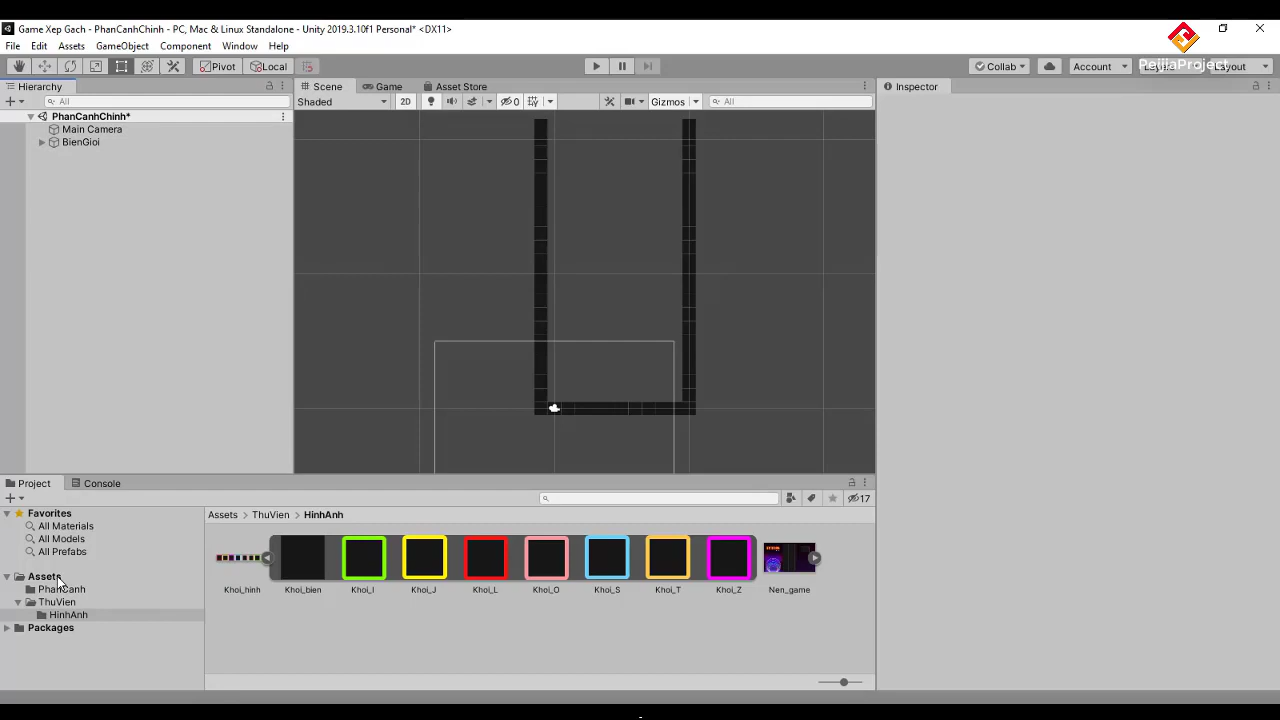 Game Xep Gach - PhanCanhChinh - PC, Mac & Linux Standalone - Unity 2019.3.10f1 Personal* <DX11>
File Edit Assets GameObject Component Window Help
Pivot Local Collab Account Layout
PeijiaProject
Hierarchy Scene Game Asset Store Inspector
All Shaded 2D 0 Gizmos All
PhanCanhChinh*
Main Camera
BienGioi
Project Console
17
Favorites Assets > ThuVien > HinhAnh
All Materials
All Models
All Prefabs
Assets
PhanCanh
ThuVien
HinhAnh
Packages
Khoi_hinh Khoi_bien Khoi_I Khoi_J Khoi_L Khoi_O Khoi_S Khoi_T Khoi_Z Nen_game